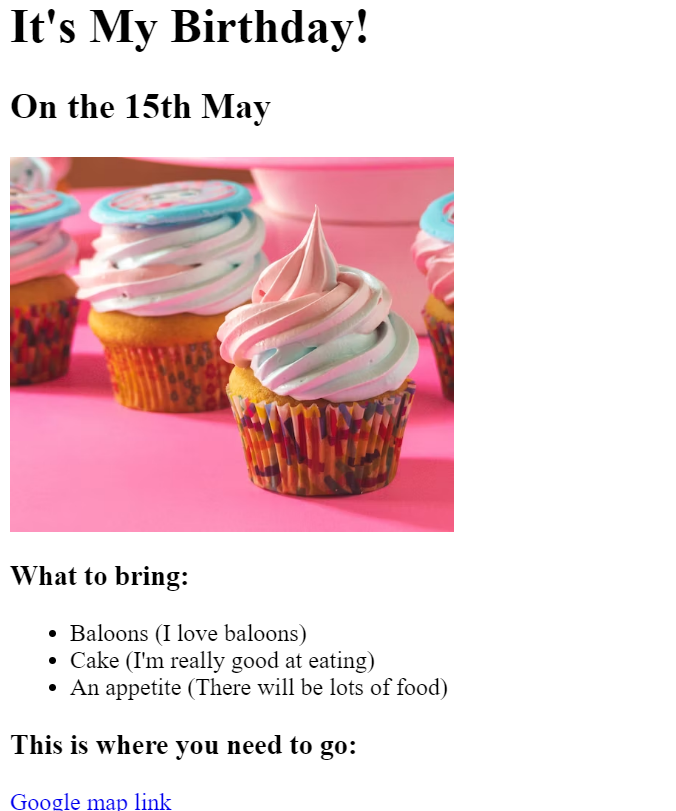 It's My Birthday!
On the 15th May
What to bring:
Baloons (I love baloons)
Cake (I'm really good at eating)
An appetite (There will be lots of food)
This is where you need to go:
Google map link